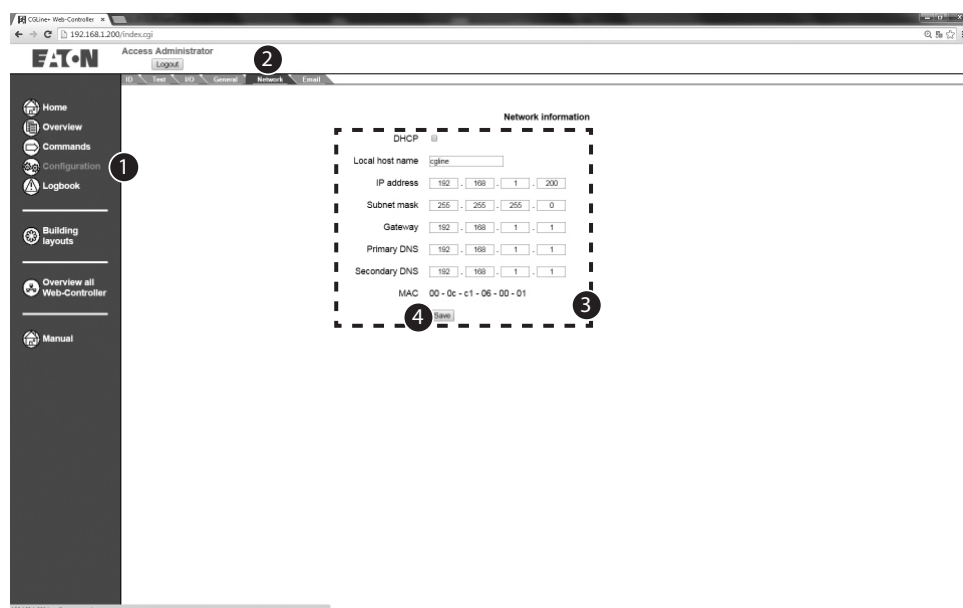 CGLine+ Web-Controller ×
192.168.1.200/index.cgi
EATON
Access Administrator
Logout
2
ID Test I/O General Network Email
Home
Overview
Commands
Configuration
1
Logbook
Building
layouts
Overview all
Web-Controller
Manual
Network information
DHCP
Local host name cgline
IP address 192 . 168 . 1 . 200
Subnet mask 255 . 255 . 255 . 0
Gateway 192 . 168 . 1 . 1
Primary DNS 192 . 168 . 1 . 1
Secondary DNS 192 . 168 . 1 . 1
MAC 00 - 0c - c1 - 06 - 00 - 01
3
4 Save